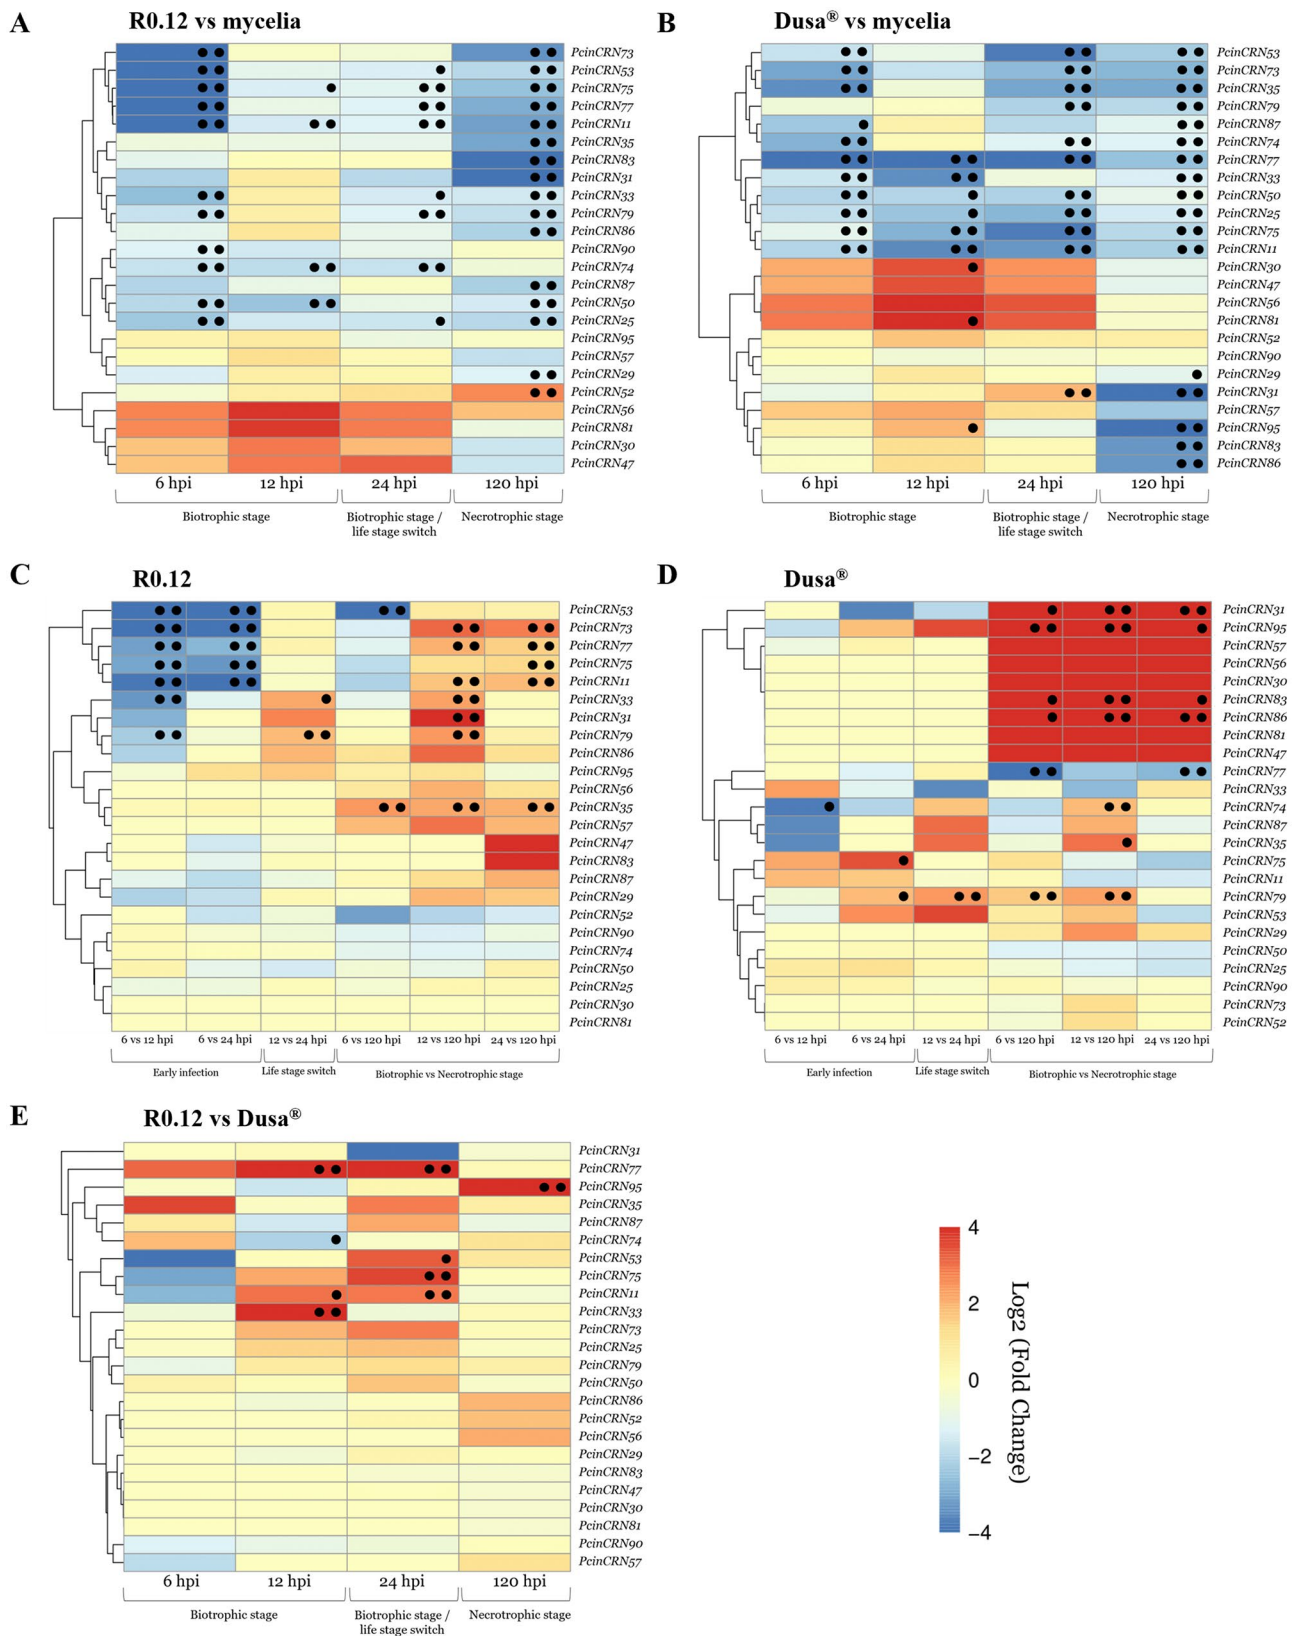 A
R0.12 vs mycelia
PcinCRN73
PcinCRN53
PcinCRN75
PcinCRN77
PcinCRN11
PcinCRN35
PcinCRN83
PcinCRN31
PcinCRN33
PcinCRN79
PcinCRN86
PcinCRN90
PcinCRN74
PcinCRN87
PcinCRN50
PcinCRN25
PcinCRN95
PcinCRN57
PcinCRN29
PcinCRN52
PcinCRN56
PcinCRN81
PcinCRN30
PcinCRN47
6 hpi 12 hpi 24 hpi 120 hpi
Biotrophic stage Biotrophic stage / Necrotrophic stage
life stage switch
B
Dusa® vs mycelia
PcinCRN53
PcinCRN73
PcinCRN35
PcinCRN79
PcinCRN87
PcinCRN74
PcinCRN77
PcinCRN33
PcinCRN50
PcinCRN25
PcinCRN75
PcinCRN11
PcinCRN30
PcinCRN47
PcinCRN56
PcinCRN81
PcinCRN52
PcinCRN90
PcinCRN29
PcinCRN31
PcinCRN57
PcinCRN95
PcinCRN83
PcinCRN86
6 hpi 12 hpi 24 hpi 120 hpi
Biotrophic stage Biotrophic stage / Necrotrophic stage
life stage switch
C
R0.12
PcinCRN53
PcinCRN73
PcinCRN77
PcinCRN75
PcinCRN11
PcinCRN33
PcinCRN31
PcinCRN79
PcinCRN86
PcinCRN95
PcinCRN56
PcinCRN35
PcinCRN57
PcinCRN47
PcinCRN83
PcinCRN87
PcinCRN29
PcinCRN52
PcinCRN90
PcinCRN74
PcinCRN50
PcinCRN25
PcinCRN30
PcinCRN81
6 vs 12 hpi 6 vs 24 hpi 12 vs 24 hpi 6 vs 120 hpi 12 vs 120 hpi 24 vs 120 hpi
Early infection Life stage switch Biotrophic vs Necrotrophic stage
D
Dusa®
PcinCRN31
PcinCRN95
PcinCRN57
PcinCRN56
PcinCRN30
PcinCRN83
PcinCRN86
PcinCRN81
PcinCRN47
PcinCRN77
PcinCRN33
PcinCRN74
PcinCRN87
PcinCRN35
PcinCRN75
PcinCRN11
PcinCRN79
PcinCRN53
PcinCRN29
PcinCRN50
PcinCRN25
PcinCRN90
PcinCRN73
PcinCRN52
6 vs 12 hpi 6 vs 24 hpi 12 vs 24 hpi 6 vs 120 hpi 12 vs 120 hpi 24 vs 120 hpi
Early infection Life stage switch Biotrophic vs Necrotrophic stage
E
R0.12 vs Dusa®
PcinCRN31
PcinCRN77
PcinCRN95
PcinCRN35
PcinCRN87
PcinCRN74
PcinCRN53
PcinCRN75
PcinCRN11
PcinCRN33
PcinCRN73
PcinCRN25
PcinCRN79
PcinCRN50
PcinCRN86
PcinCRN52
PcinCRN56
PcinCRN29
PcinCRN83
PcinCRN47
PcinCRN30
PcinCRN81
PcinCRN90
PcinCRN57
6 hpi 12 hpi 24 hpi 120 hpi
Biotrophic stage Biotrophic stage / Necrotrophic stage
life stage switch
4
2
0
−2
−4
Log2 (Fold Change)